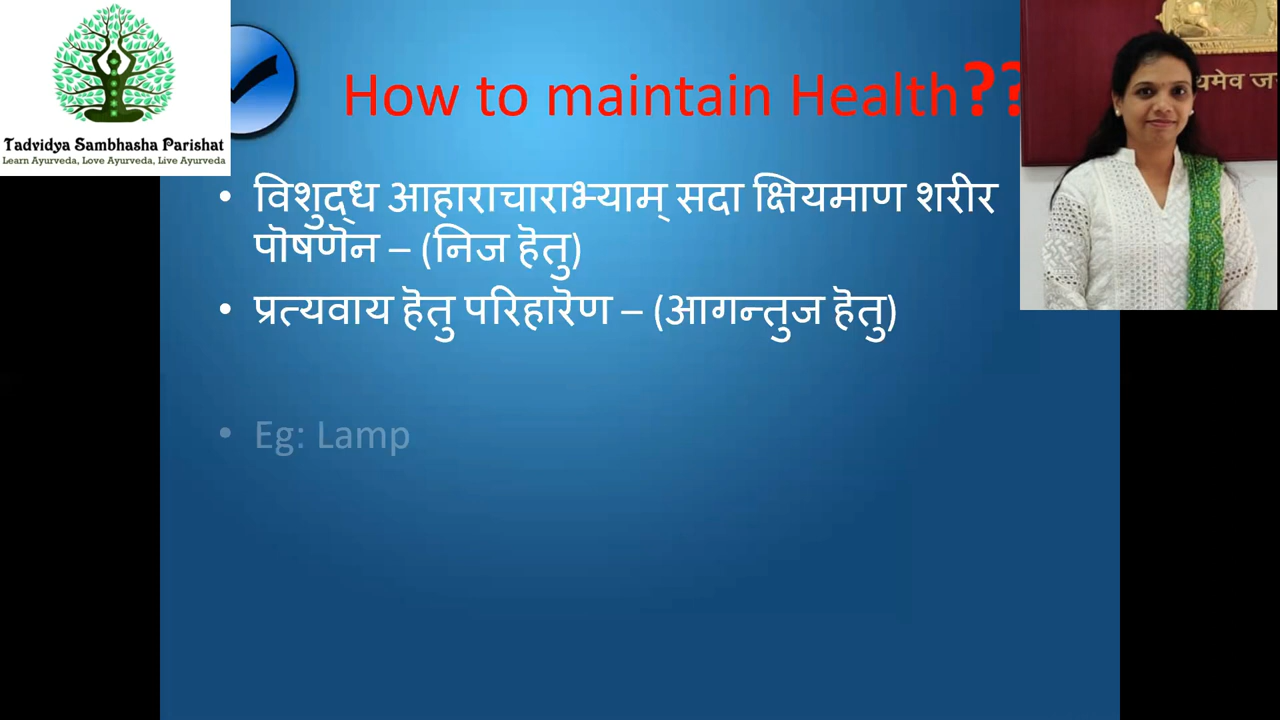 Tadvidya Sambhasha Parishat
Learn Ayurveda, Love Ayurveda, Live Ayurveda
How to maintain Health??
• विशुद्ध आहाराचाराभ्याम् सदा क्षियमाण शरीर
पॊषणॆन – (निज हॆतु)
• प्रत्यवाय हॆतु परिहारॆण – (आगन्तुज हॆतु)
• Eg: Lamp